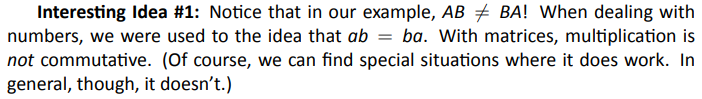 Interesting Idea #1: Notice that in our example, AB ≠ BA! When dealing with
numbers, we were used to the idea that ab = ba. With matrices, multiplication is
not commutative. (Of course, we can find special situations where it does work. In
general, though, it doesn't.)